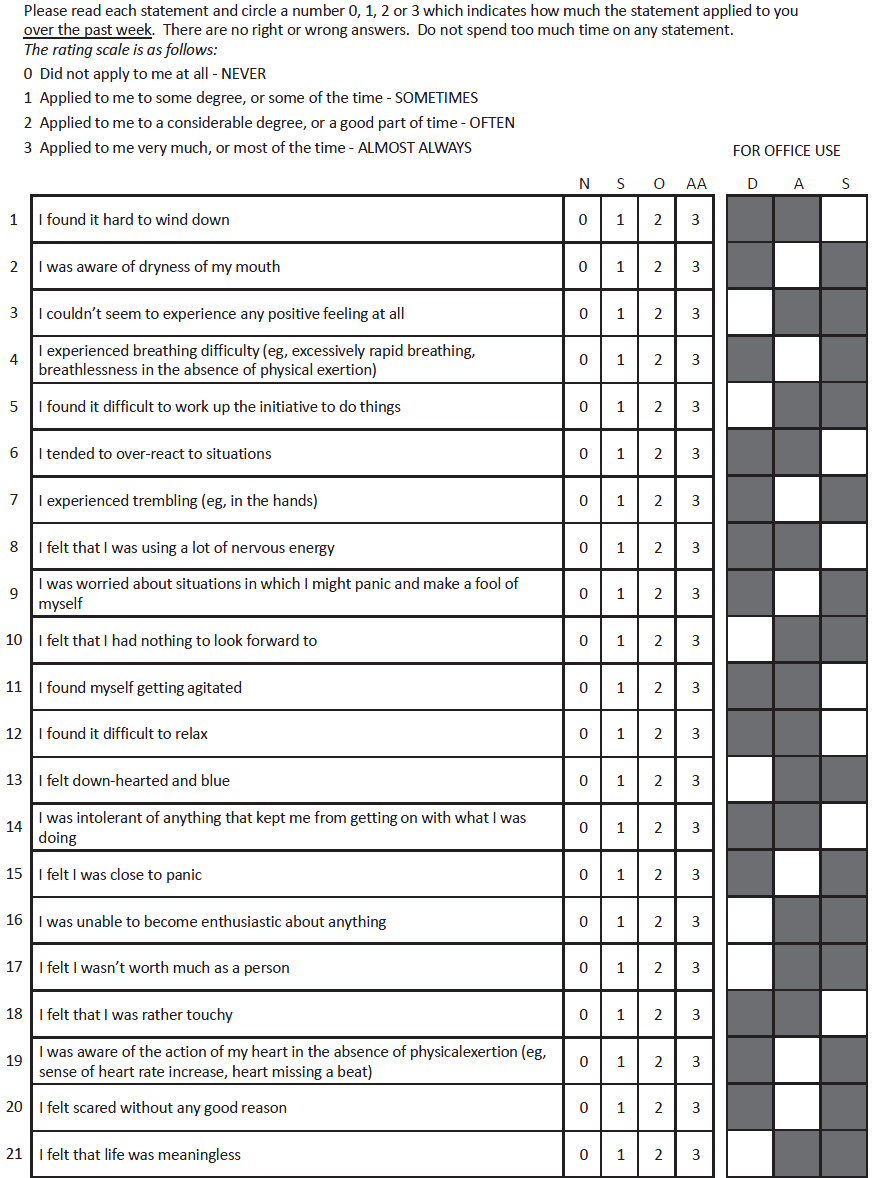 Please read each statement and circle a number 0, 1, 2 or 3 which indicates how much the statement applied to you
over the past week. There are no right or wrong answers. Do not spend too much time on any statement.
The rating scale is as follows:
0 Did not apply to me at all - NEVER
1 Applied to me to some degree, or some of the time - SOMETIMES
2 Applied to me to a considerable degree, or a good part of time - OFTEN
3 Applied to me very much, or most of the time - ALMOST ALWAYS
FOR OFFICE USE
N S O AA D A S
1 I found it hard to wind down 0 1 2 3
2 I was aware of dryness of my mouth 0 1 2 3
3 I couldn't seem to experience any positive feeling at all 0 1 2 3
4 I experienced breathing difficulty (eg, excessively rapid breathing,
breathlessness in the absence of physical exertion) 0 1 2 3
5 I found it difficult to work up the initiative to do things 0 1 2 3
6 I tended to over-react to situations 0 1 2 3
7 I experienced trembling (eg, in the hands) 0 1 2 3
8 I felt that I was using a lot of nervous energy 0 1 2 3
9 I was worried about situations in which I might panic and make a fool of
myself 0 1 2 3
10 I felt that I had nothing to look forward to 0 1 2 3
11 I found myself getting agitated 0 1 2 3
12 I found it difficult to relax 0 1 2 3
13 I felt down-hearted and blue 0 1 2 3
14 I was intolerant of anything that kept me from getting on with what I was
doing 0 1 2 3
15 I felt I was close to panic 0 1 2 3
16 I was unable to become enthusiastic about anything 0 1 2 3
17 I felt I wasn't worth much as a person 0 1 2 3
18 I felt that I was rather touchy 0 1 2 3
19 I was aware of the action of my heart in the absence of physicalexertion (eg,
sense of heart rate increase, heart missing a beat) 0 1 2 3
20 I felt scared without any good reason 0 1 2 3
21 I felt that life was meaningless 0 1 2 3